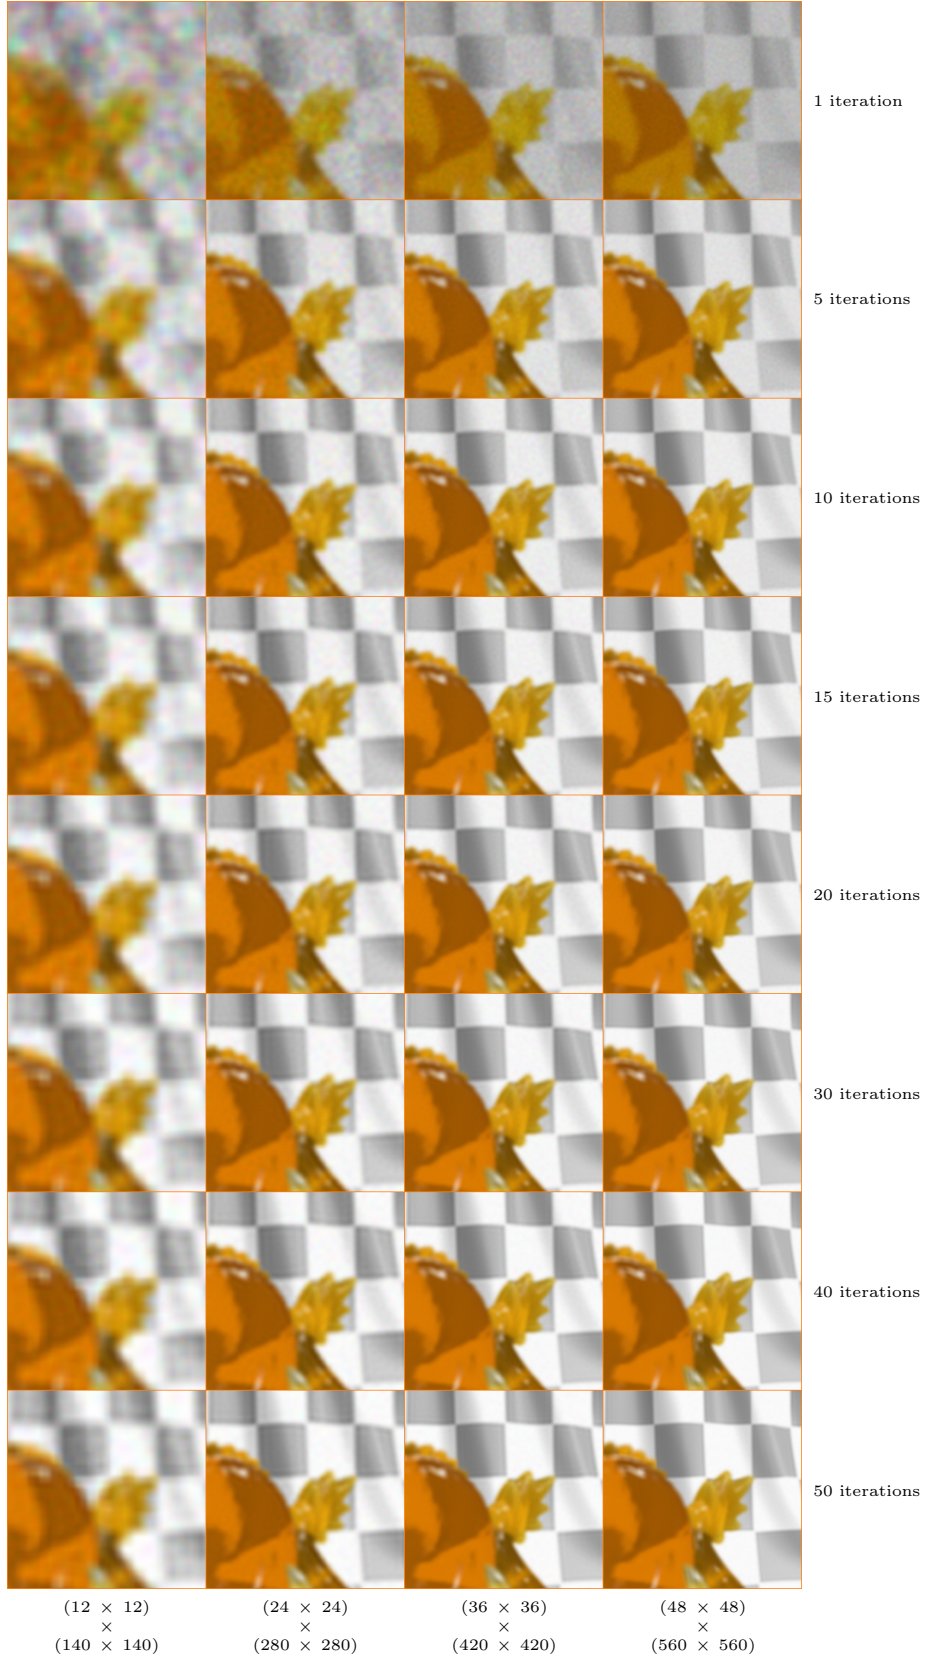 1 iteration
5 iterations
10 iterations
15 iterations
20 iterations
30 iterations
40 iterations
50 iterations
(12 × 12) (24 × 24) (36 × 36) (48 × 48)
× × × ×
(140 × 140) (280 × 280) (420 × 420) (560 × 560)